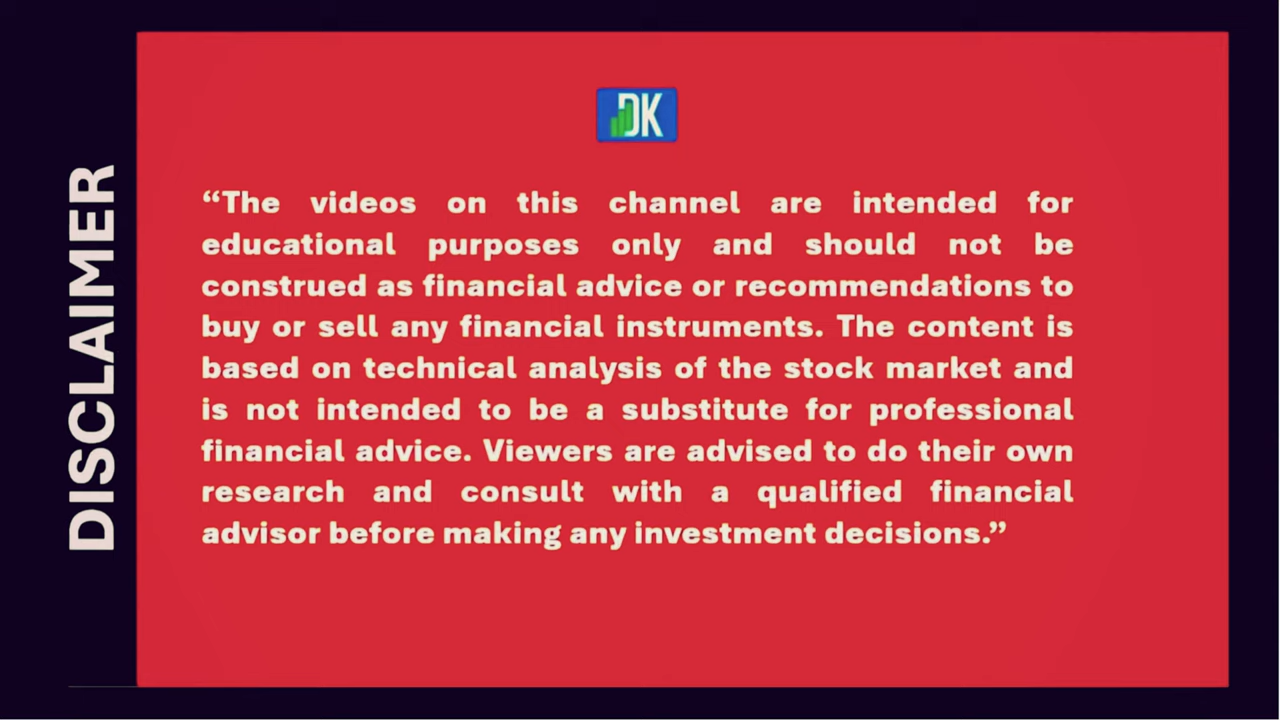 DISCLAIMER
DK
“The videos on this channel are intended for
educational purposes only and should not be
construed as financial advice or recommendations to
buy or sell any financial instruments. The content is
based on technical analysis of the stock market and
is not intended to be a substitute for professional
financial advice. Viewers are advised to do their own
research and consult with a qualified financial
advisor before making any investment decisions.”